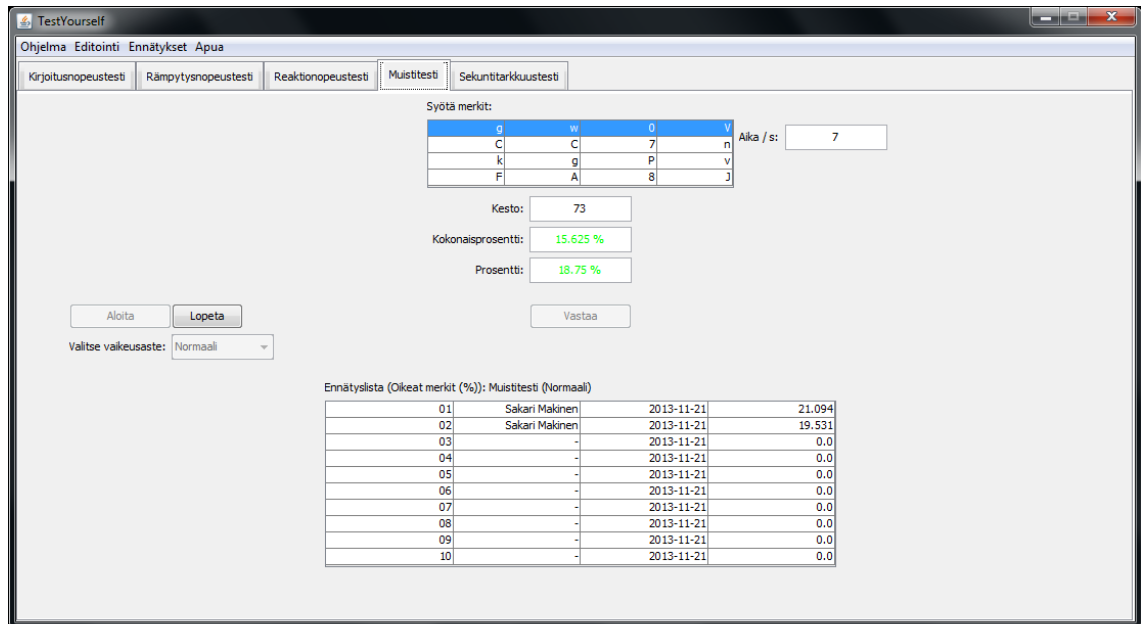 TestYourself
Ohjelma Editointi Ennätykset Apua
Kirjoitusnopeustesti Rämpytysnopeustesti Reaktionopeustesti Muistitesti Sekuntitarkkuustesti
Syötä merkit:
g w 0 V
C C 7 n
k g P v
F A 8 J
Aika / s: 7
Kesto: 73
Kokonaisprosentti: 15.625 %
Prosentti: 18.75 %
Aloita Lopeta Vastaa
Valitse vaikeusaste: Normaali
Ennätyslista (Oikeat merkit (%)): Muistitesti (Normaali)
01 Sakari Makinen 2013-11-21 21.094
02 Sakari Makinen 2013-11-21 19.531
03 - 2013-11-21 0.0
04 - 2013-11-21 0.0
05 - 2013-11-21 0.0
06 - 2013-11-21 0.0
07 - 2013-11-21 0.0
08 - 2013-11-21 0.0
09 - 2013-11-21 0.0
10 - 2013-11-21 0.0